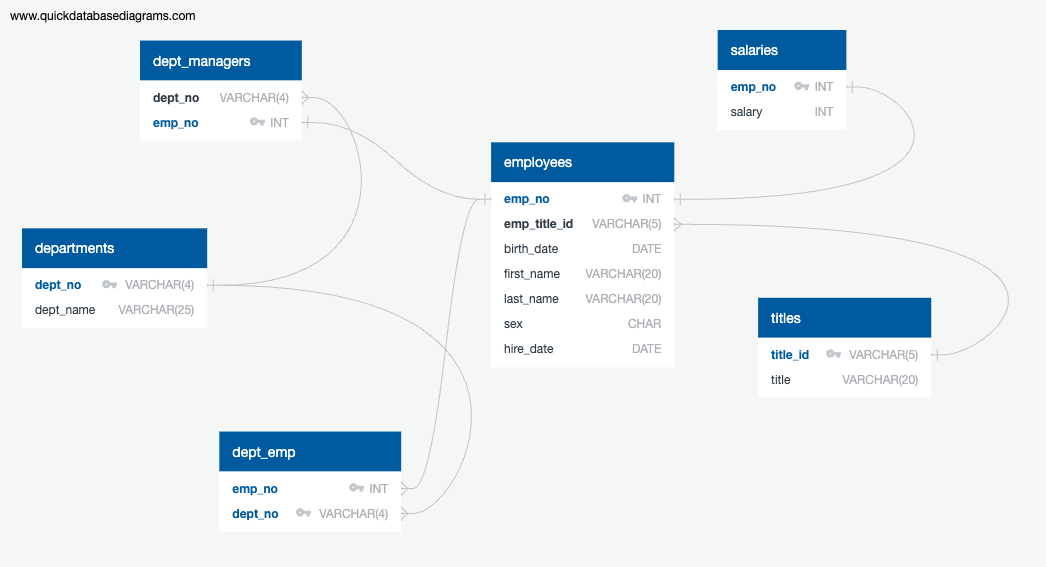 www.quickdatabasediagrams.com
dept_managers
dept_no VARCHAR(4)
emp_no INT
salaries
emp_no INT
salary INT
employees
emp_no INT
emp_title_id VARCHAR(5)
birth_date DATE
first_name VARCHAR(20)
last_name VARCHAR(20)
sex CHAR
hire_date DATE
departments
dept_no VARCHAR(4)
dept_name VARCHAR(25)
titles
title_id VARCHAR(5)
title VARCHAR(20)
dept_emp
emp_no INT
dept_no VARCHAR(4)